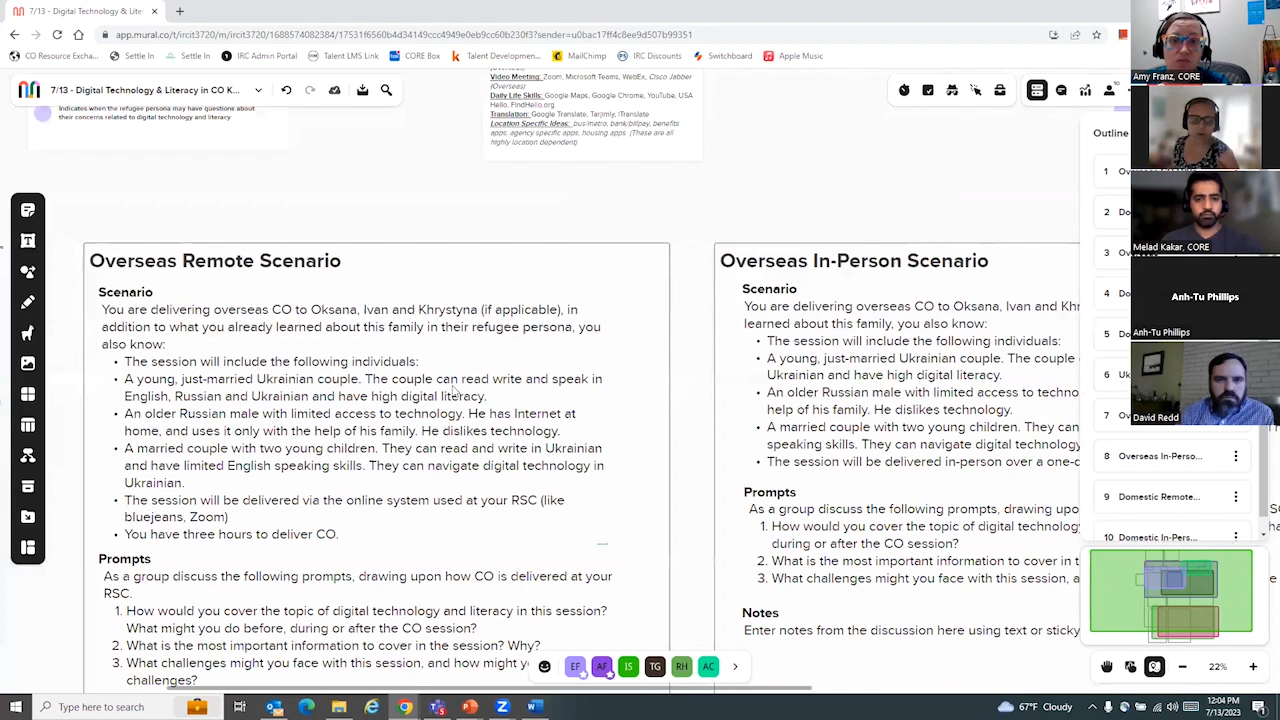 7/13 - Digital Technology & Lite
app.mural.co/t/ircit3720/m/ircit3720/1688574082384/17531f6560b4d34149ccc4949e0eb9cc60b230f3?sender=u0bac17ff4c8ee9d507b99351
CO Resource Excha...
Settle In
Settle In
IRC Admin Portal
Talent LMS Link
CORE Box
Talent Developmen...
MailChimp
IRC Discounts
Switchboard
Apple Music
7/13 - Digital Technology & Literacy in CO K...
Indicates when the refugee persona may have questions about
their concerns related to digital technology and literacy
(Overseas)
Video Meeting: Zoom, Microsoft Teams, WebEx, Cisco Jabber
(Overseas)
Daily Life Skills: Google Maps, Google Chrome, YouTube, USA
Hello, FindHello.org
Translation: Google Translate, Tarjimly, iTranslate
Location Specific Ideas: bus/metro, bank/billpay, benefits
apps, agency specific apps, housing apps (These are all
highly location dependent)
Overseas Remote Scenario
Scenario
You are delivering overseas CO to Oksana, Ivan and Khrystyna (if applicable), in
addition to what you already learned about this family in their refugee persona, you
also know:
• The session will include the following individuals:
• A young, just-married Ukrainian couple. The couple can read write and speak in
English, Russian and Ukrainian and have high digital literacy.
• An older Russian male with limited access to technology. He has Internet at
home, and uses it only with the help of his family. He dislikes technology.
• A married couple with two young children. They can read and write in Ukrainian
and have limited English speaking skills. They can navigate digital technology in
Ukrainian.
• The session will be delivered via the online system used at your RSC (like
bluejeans, Zoom)
You have three hours to deliver CO.
Prompts
As a group discuss the following prompts, drawing upon how CO is delivered at your
RSC.
1. How would you cover the topic of digital technology and literacy in this session?
What might you do before, during or after the CO session?
2. What is the most important information to cover in the interview? Why?
3. What challenges might you face with this session, and how might y
challenges?
Overseas In-Person Scenario
Scenario
You are delivering overseas CO to Oksana, Ivan and Khr
learned about this family, you also know:
• The session will include the following individuals:
• A young, just-married Ukrainian couple. The couple c
Ukrainian and have high digital literacy.
• An older Russian male with limited access to techno
help of his family. He dislikes technology.
• A married couple with two young children. They can
speaking skills. They can navigate digital technology
• The session will be delivered in-person over a one-d
Prompts
As a group discuss the following prompts, drawing upo
1. How would you cover the topic of digital technology
during or after the CO session?
2. What is the most important information to cover in t
3. What challenges might you face with this session, a
Notes
Enter notes from the discussion here using text or sticky
Outline
1
2 Do
3
4 Do
5
6 Uk
7
8 Overseas In-Perso...
9 Domestic Remote...
10 Domestic In-Pers...
EF
AF
IS
TG
RH
AC
22%
Amy Franz, CORE
Melad Kakar, CORE
Anh-Tu Phillips
Anh-Tu Phillips
David Redd
Type here to search
67°F Cloudy
12:04 PM
7/13/2023